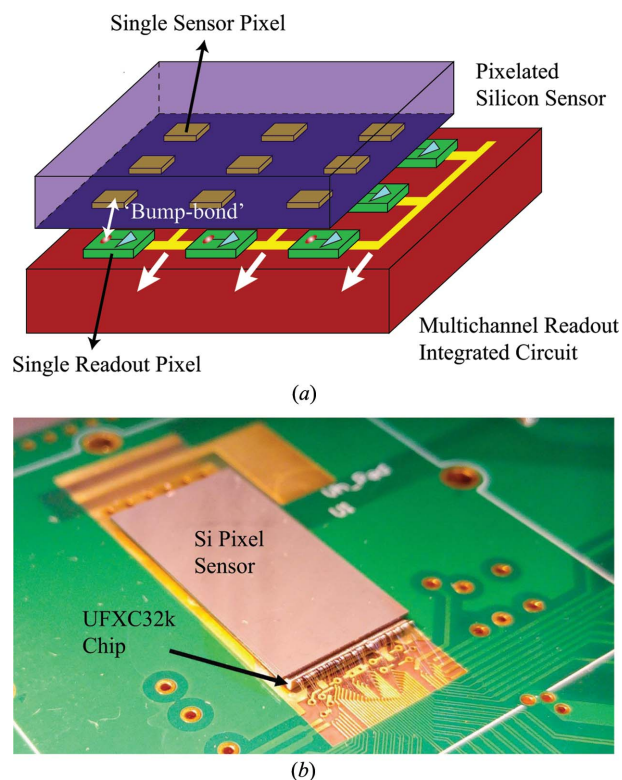 Single Sensor Pixel
Pixelated
Silicon Sensor
'Bump-bond'
Single Readout Pixel
Multichannel Readout
Integrated Circuit
(a)
Si Pixel
Sensor
UFXC32k
Chip
(b)